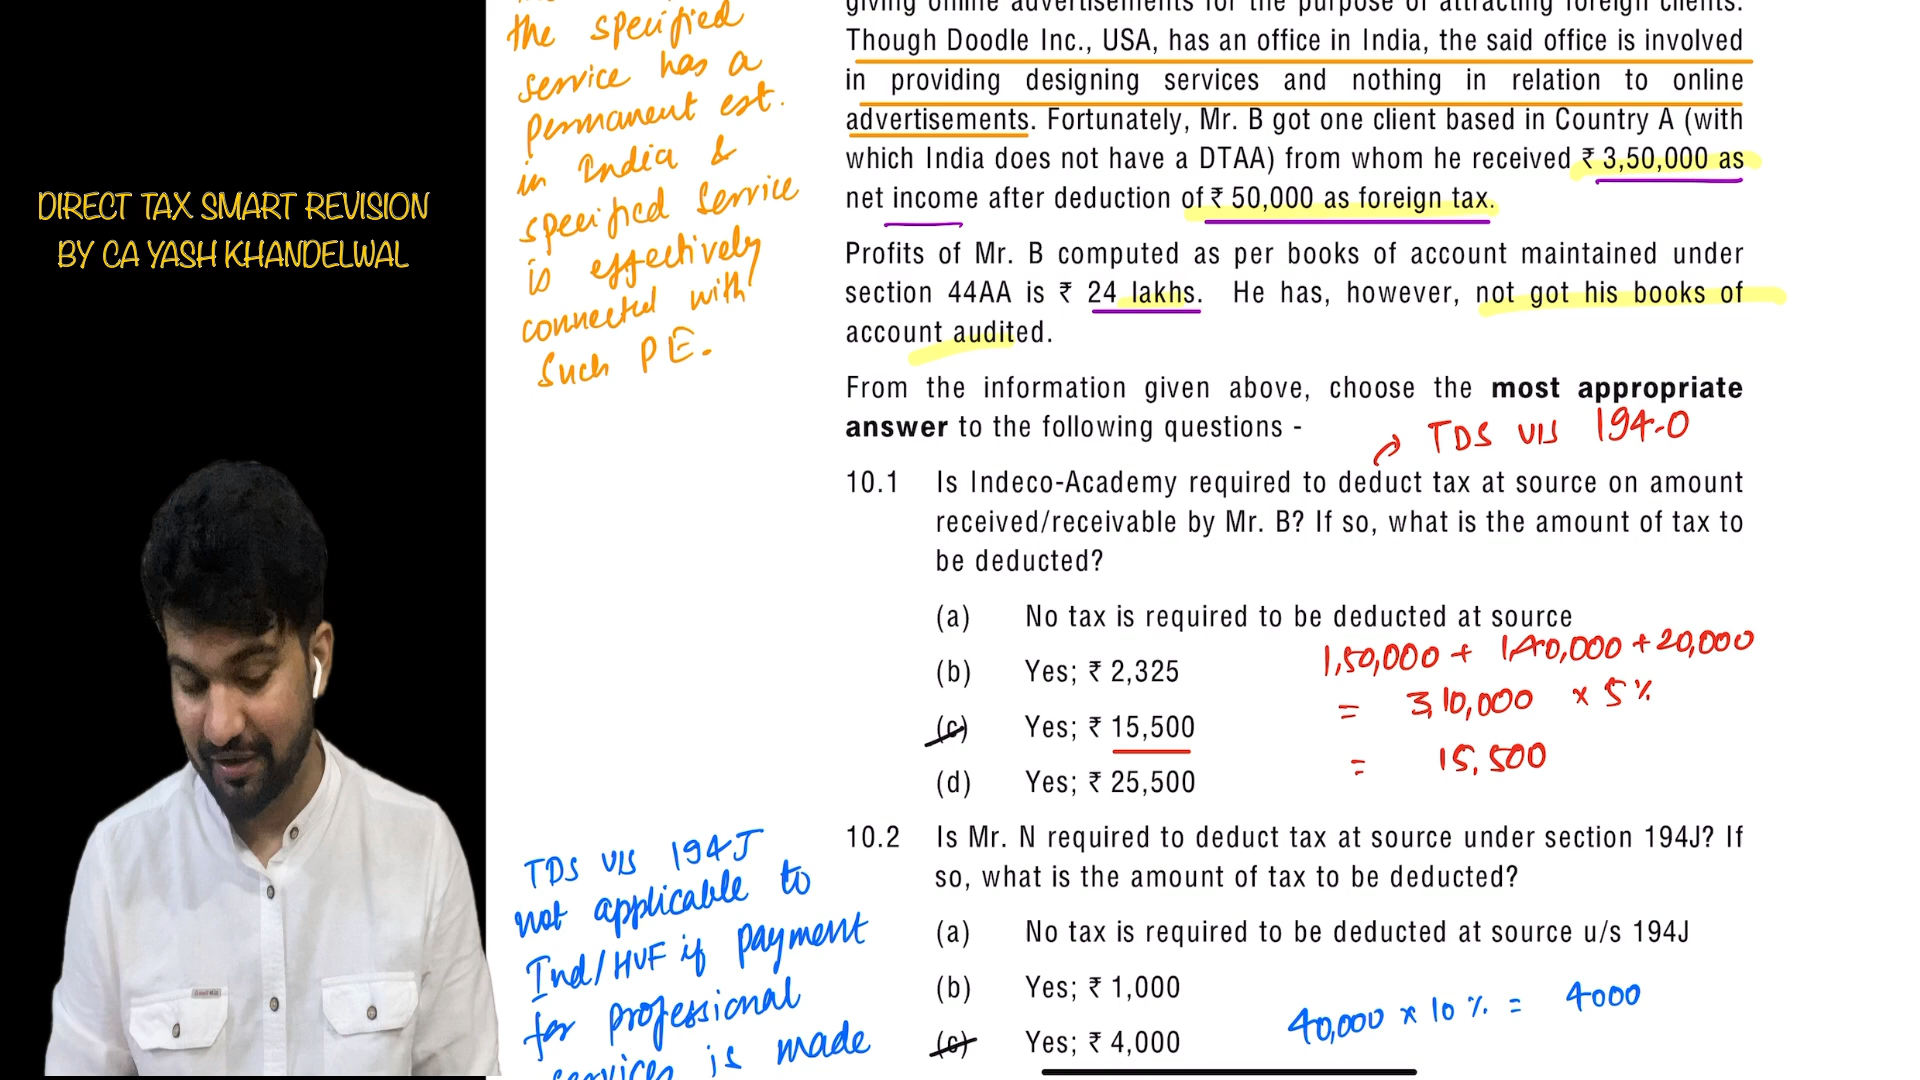 DIRECT TAX SMART REVISION
BY CA YASH KHANDELWAL
the specified
service has a
permanent est.
in India &
specified service
is effectively
connected with
Such PE.
giving online advertisements for the purpose of attracting foreign clients.
Though Doodle Inc., USA, has an office in India, the said office is involved
in providing designing services and nothing in relation to online
advertisements. Fortunately, Mr. B got one client based in Country A (with
which India does not have a DTAA) from whom he received ₹ 3,50,000 as
net income after deduction of ₹ 50,000 as foreign tax.
Profits of Mr. B computed as per books of account maintained under
section 44AA is ₹ 24 lakhs. He has, however, not got his books of
account audited.
From the information given above, choose the most appropriate
answer to the following questions -
TDS u/s 194-O
10.1 Is Indeco-Academy required to deduct tax at source on amount
received/receivable by Mr. B? If so, what is the amount of tax to
be deducted?
(a) No tax is required to be deducted at source
(b) Yes; ₹ 2,325
(c) Yes; ₹ 15,500
(d) Yes; ₹ 25,500
1,50,000 + 1,40,000 + 20,000
= 3,10,000 x 5%
= 15,500
10.2 Is Mr. N required to deduct tax at source under section 194J? If
so, what is the amount of tax to be deducted?
(a) No tax is required to be deducted at source u/s 194J
(b) Yes; ₹ 1,000
(c) Yes; ₹ 4,000
40,000 x 10% = 4000
TDS u/s 194J
not applicable to
Ind/HUF if payment
for professional
services is made